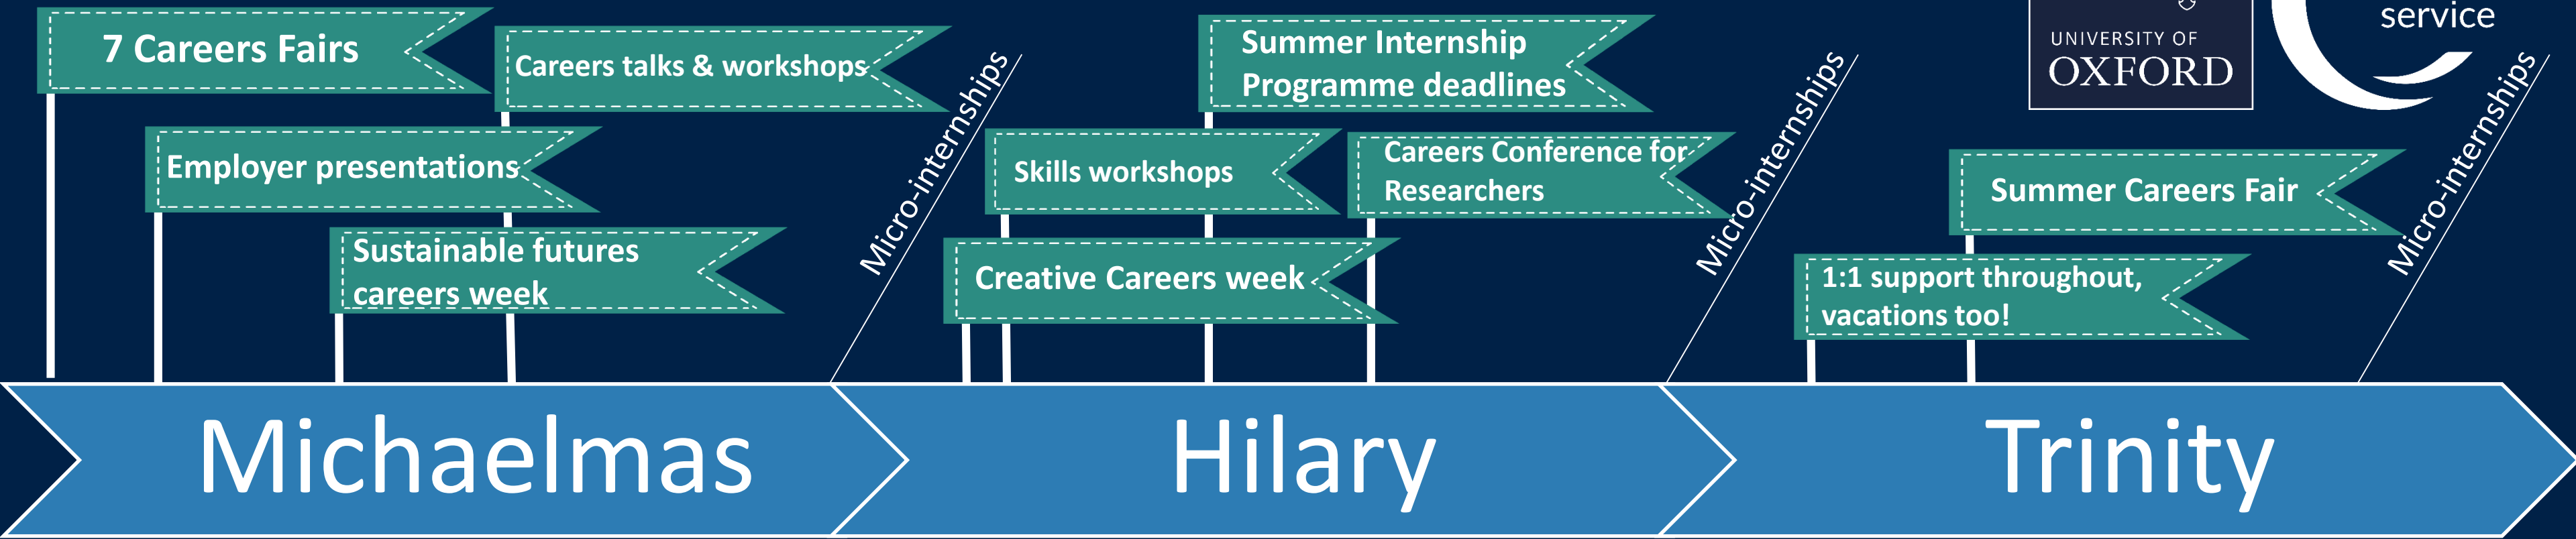 7 Careers Fairs
Careers talks & workshops
Employer presentations
Sustainable futures
careers week
Micro-internships
Summer Internship
Programme deadlines
Skills workshops
Careers Conference for
Researchers
Creative Careers week
Micro-internships
UNIVERSITY OF
OXFORD
service
Summer Careers Fair
1:1 support throughout,
vacations too!
Micro-internships
Michaelmas
Hilary
Trinity